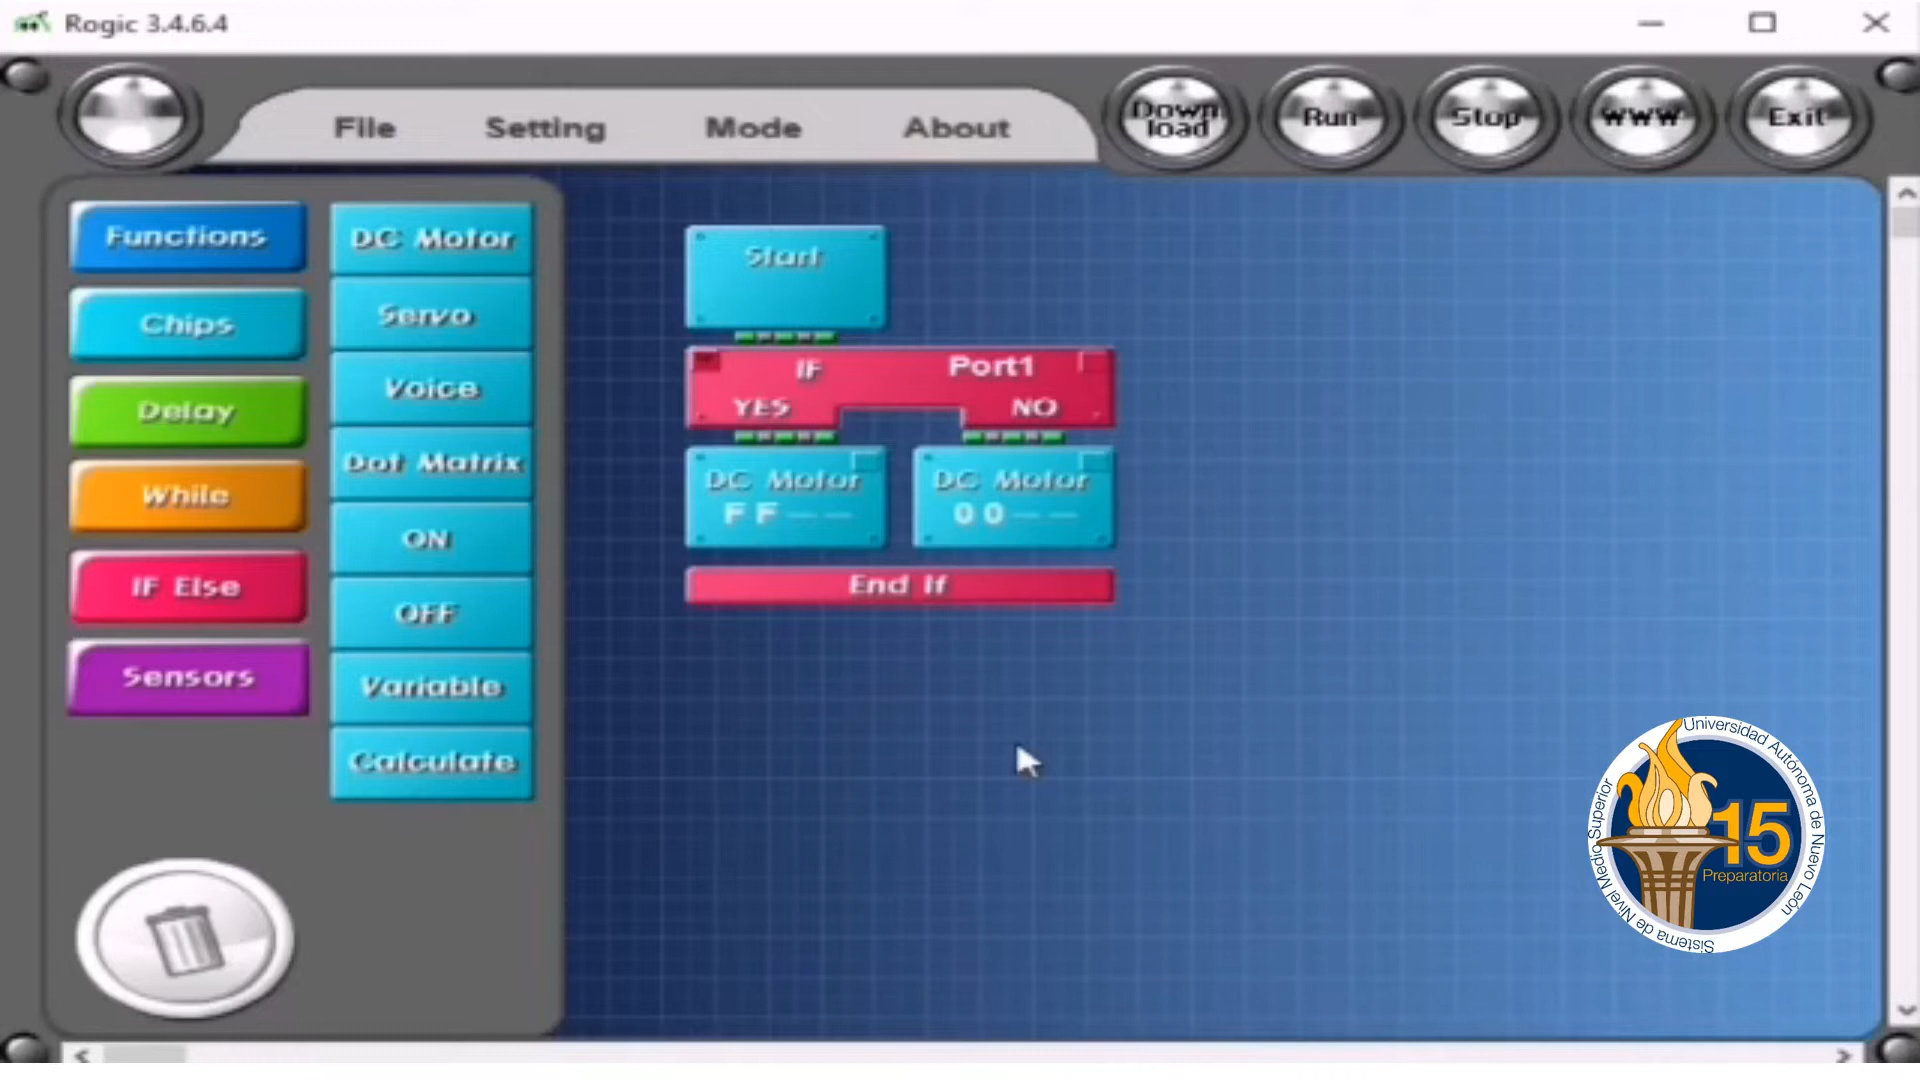 Rogic 3.4.6.4
File Setting Mode About
Down load
Run
Stop
WWW
Exit
Functions
Chips
Delay
While
IF Else
Sensors
DC Motor
Servo
Voice
Dot Matrix
ON
OFF
Variable
Calculate
Start
IF Port1
YES NO
DC Motor
F F – –
DC Motor
0 0 – –
End If
Universidad Autónoma de Nuevo León
Sistema de Nivel Medio Superior
15
Preparatoria